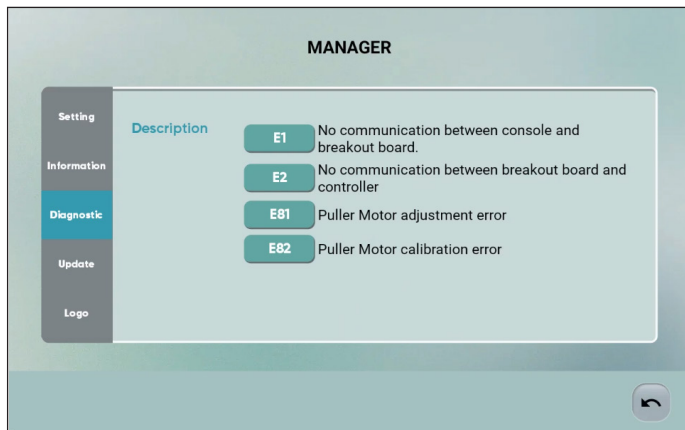 MANAGER
Setting
Information
Diagnostic
Update
Logo
Description
E1
No communication between console and
breakout board.
E2
No communication between breakout board and
controller
E81
Puller Motor adjustment error
E82
Puller Motor calibration error